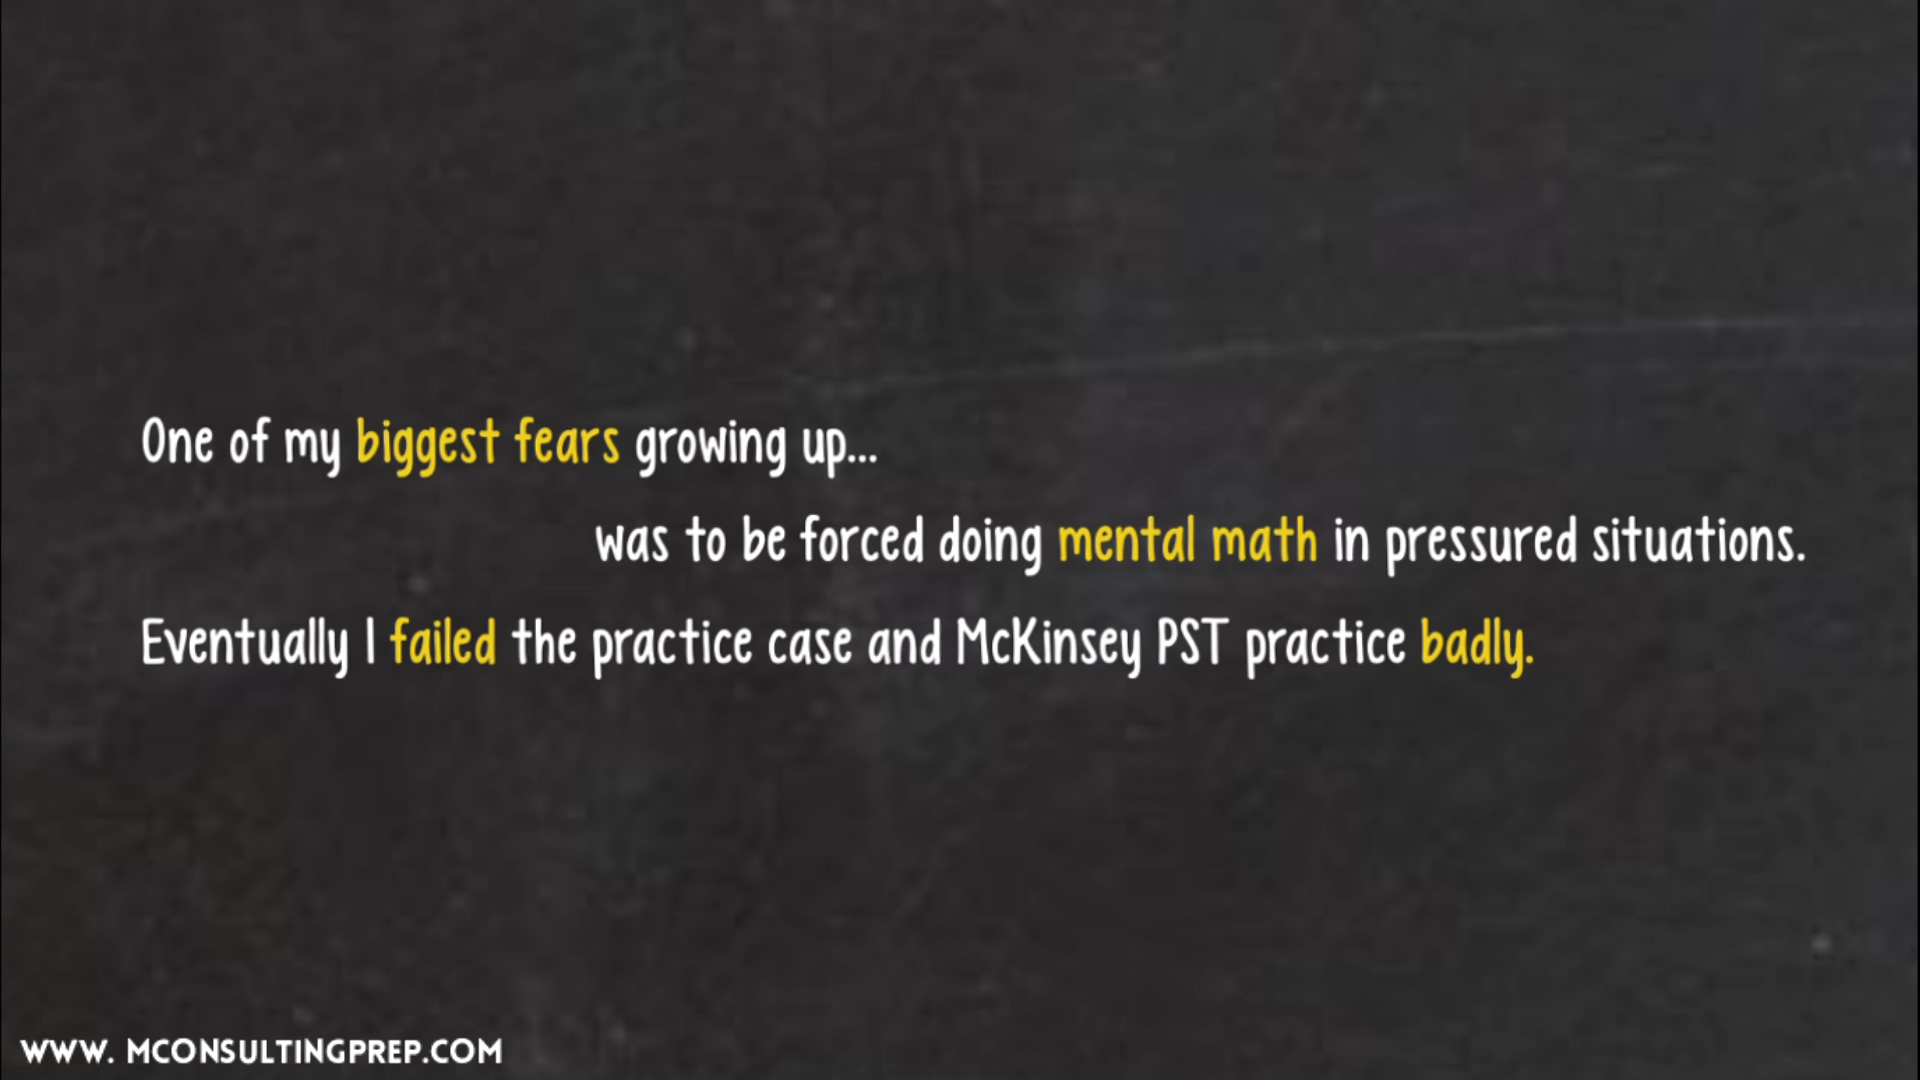 One of my biggest fears growing up...
was to be forced doing mental math in pressured situations.
Eventually I failed the practice case and McKinsey PST practice badly.
WWW. MCONSULTINGPREP.COM